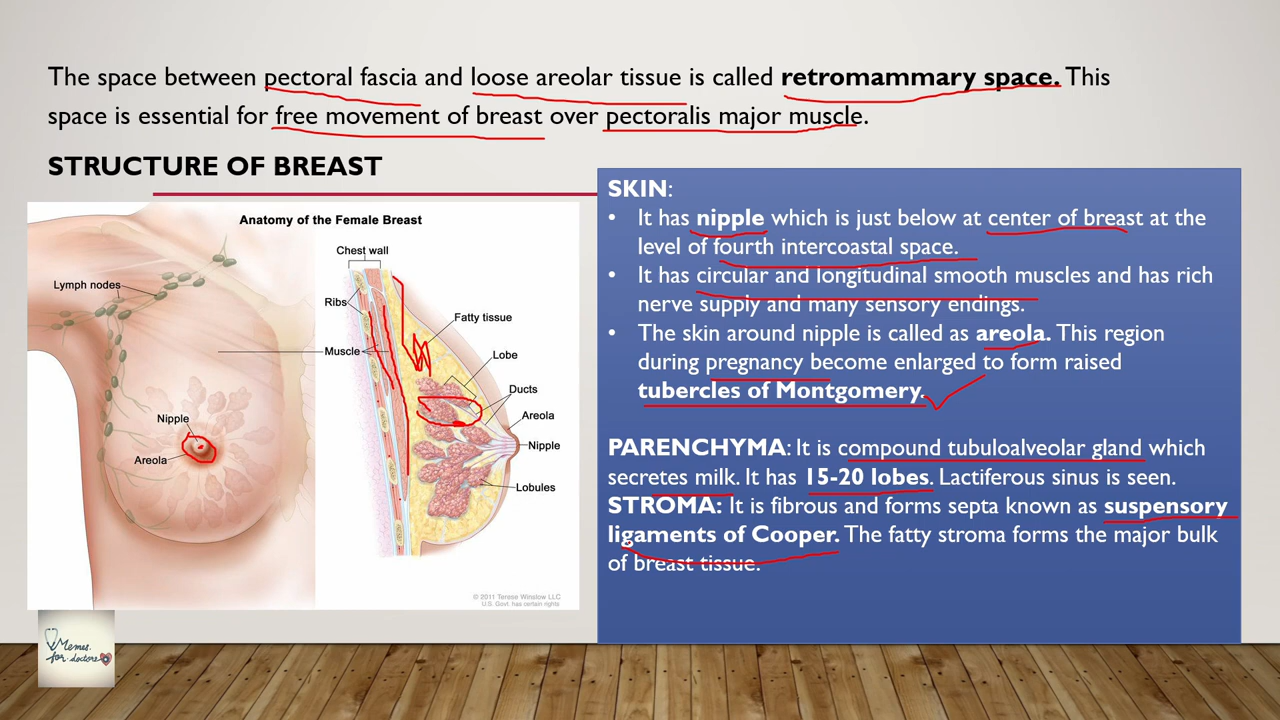 The space between pectoral fascia and loose areolar tissue is called retromammary space. This
space is essential for free movement of breast over pectoralis major muscle.
STRUCTURE OF BREAST
Anatomy of the Female Breast
Chest wall
Lymph nodes
Ribs
Fatty tissue
Muscle
Lobe
Ducts
Nipple
Areola
Areola
Nipple
Lobules
© 2011 Terese Winslow LLC
U.S. Govt. has certain rights
Memes.
for.doctors
SKIN:
• It has nipple which is just below at center of breast at the
level of fourth intercoastal space.
• It has circular and longitudinal smooth muscles and has rich
nerve supply and many sensory endings.
• The skin around nipple is called as areola. This region
during pregnancy become enlarged to form raised
tubercles of Montgomery.
PARENCHYMA: It is compound tubuloalveolar gland which
secretes milk. It has 15-20 lobes. Lactiferous sinus is seen.
STROMA: It is fibrous and forms septa known as suspensory
ligaments of Cooper. The fatty stroma forms the major bulk
of breast tissue.